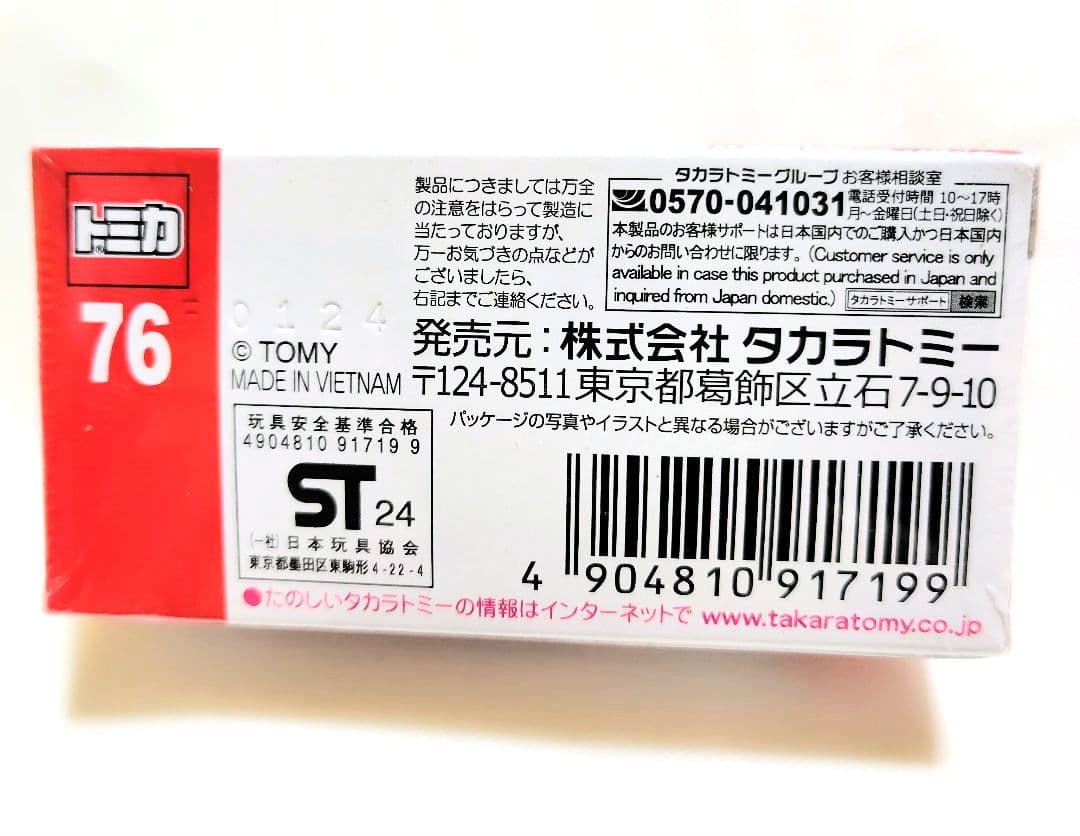 トミカ®
76
製品につきましては万全
の注意をはらって製造に
当たっておりますが、
万一お気づきの点などが
ございましたら、
右記までご連絡ください。
タカラトミーグループ お客様相談室
0570-041031 電話受付時間 10〜17時
月〜金曜日(土日・祝日除く)
本製品のお客様サポートは日本国内でのご購入かつ日本国内
からのお問い合わせに限ります。(Customer service is only
available in case this product purchased in Japan and
inquired from Japan domestic.) タカラトミーサポート 検索
0124
© TOMY
MADE IN VIETNAM
発売元:株式会社 タカラトミー
〒124-8511 東京都葛飾区立石7-9-10
パッケージの写真やイラストと異なる場合がございますがご了承ください。
玩具安全基準合格
4904810 91719 9
ST 24
(一社)日本玩具協会
東京都墨田区東駒形4-22-4
4 904810 917199
●たのしいタカラトミーの情報はインターネットで www.takaratomy.co.jp